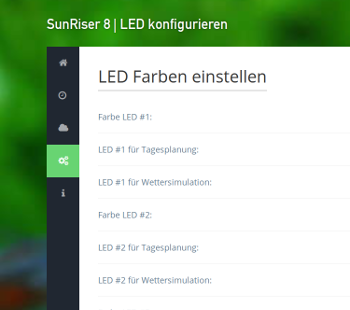 SunRiser 8 | LED konfigurieren
LED Farben einstellen
Farbe LED #1:
LED #1 für Tagesplanung:
LED #1 für Wettersimulation:
Farbe LED #2:
LED #2 für Tagesplanung:
LED #2 für Wettersimulation: